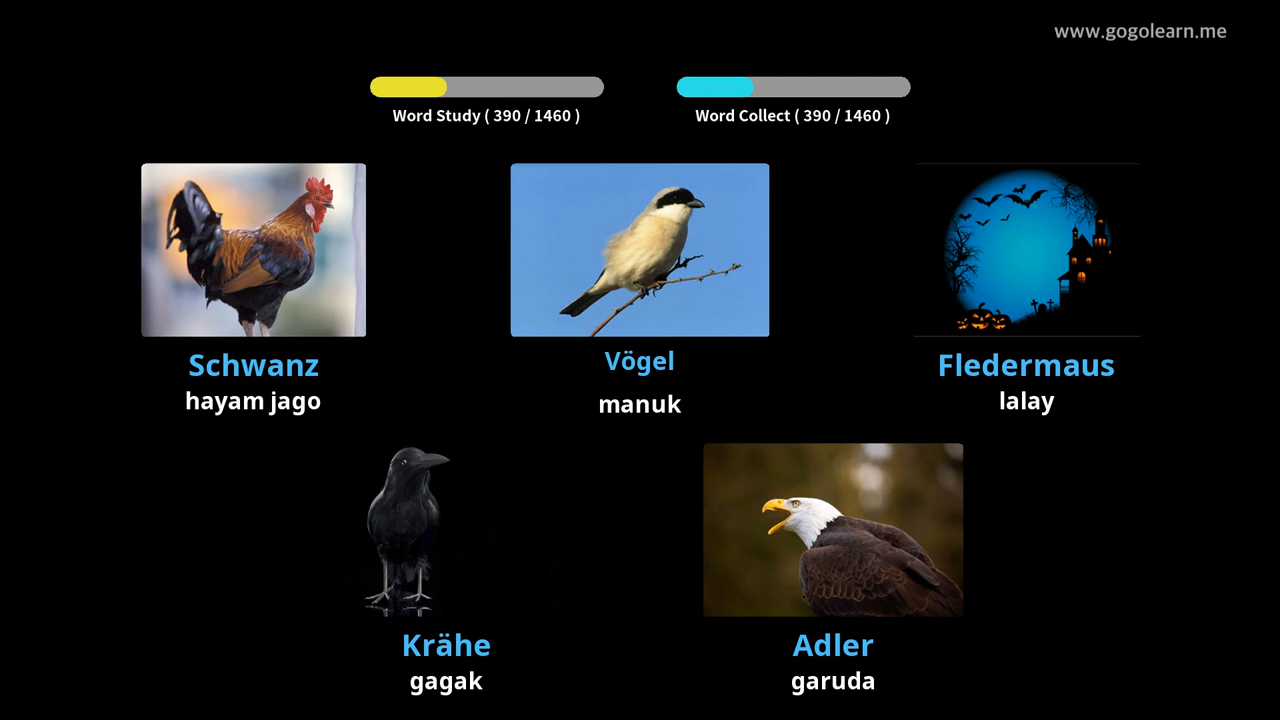 www.gogolearn.me
Word Study ( 390 / 1460 )
Word Collect ( 390 / 1460 )
Schwanz
hayam jago
Vögel
manuk
Fledermaus
lalay
Krähe
gagak
Adler
garuda